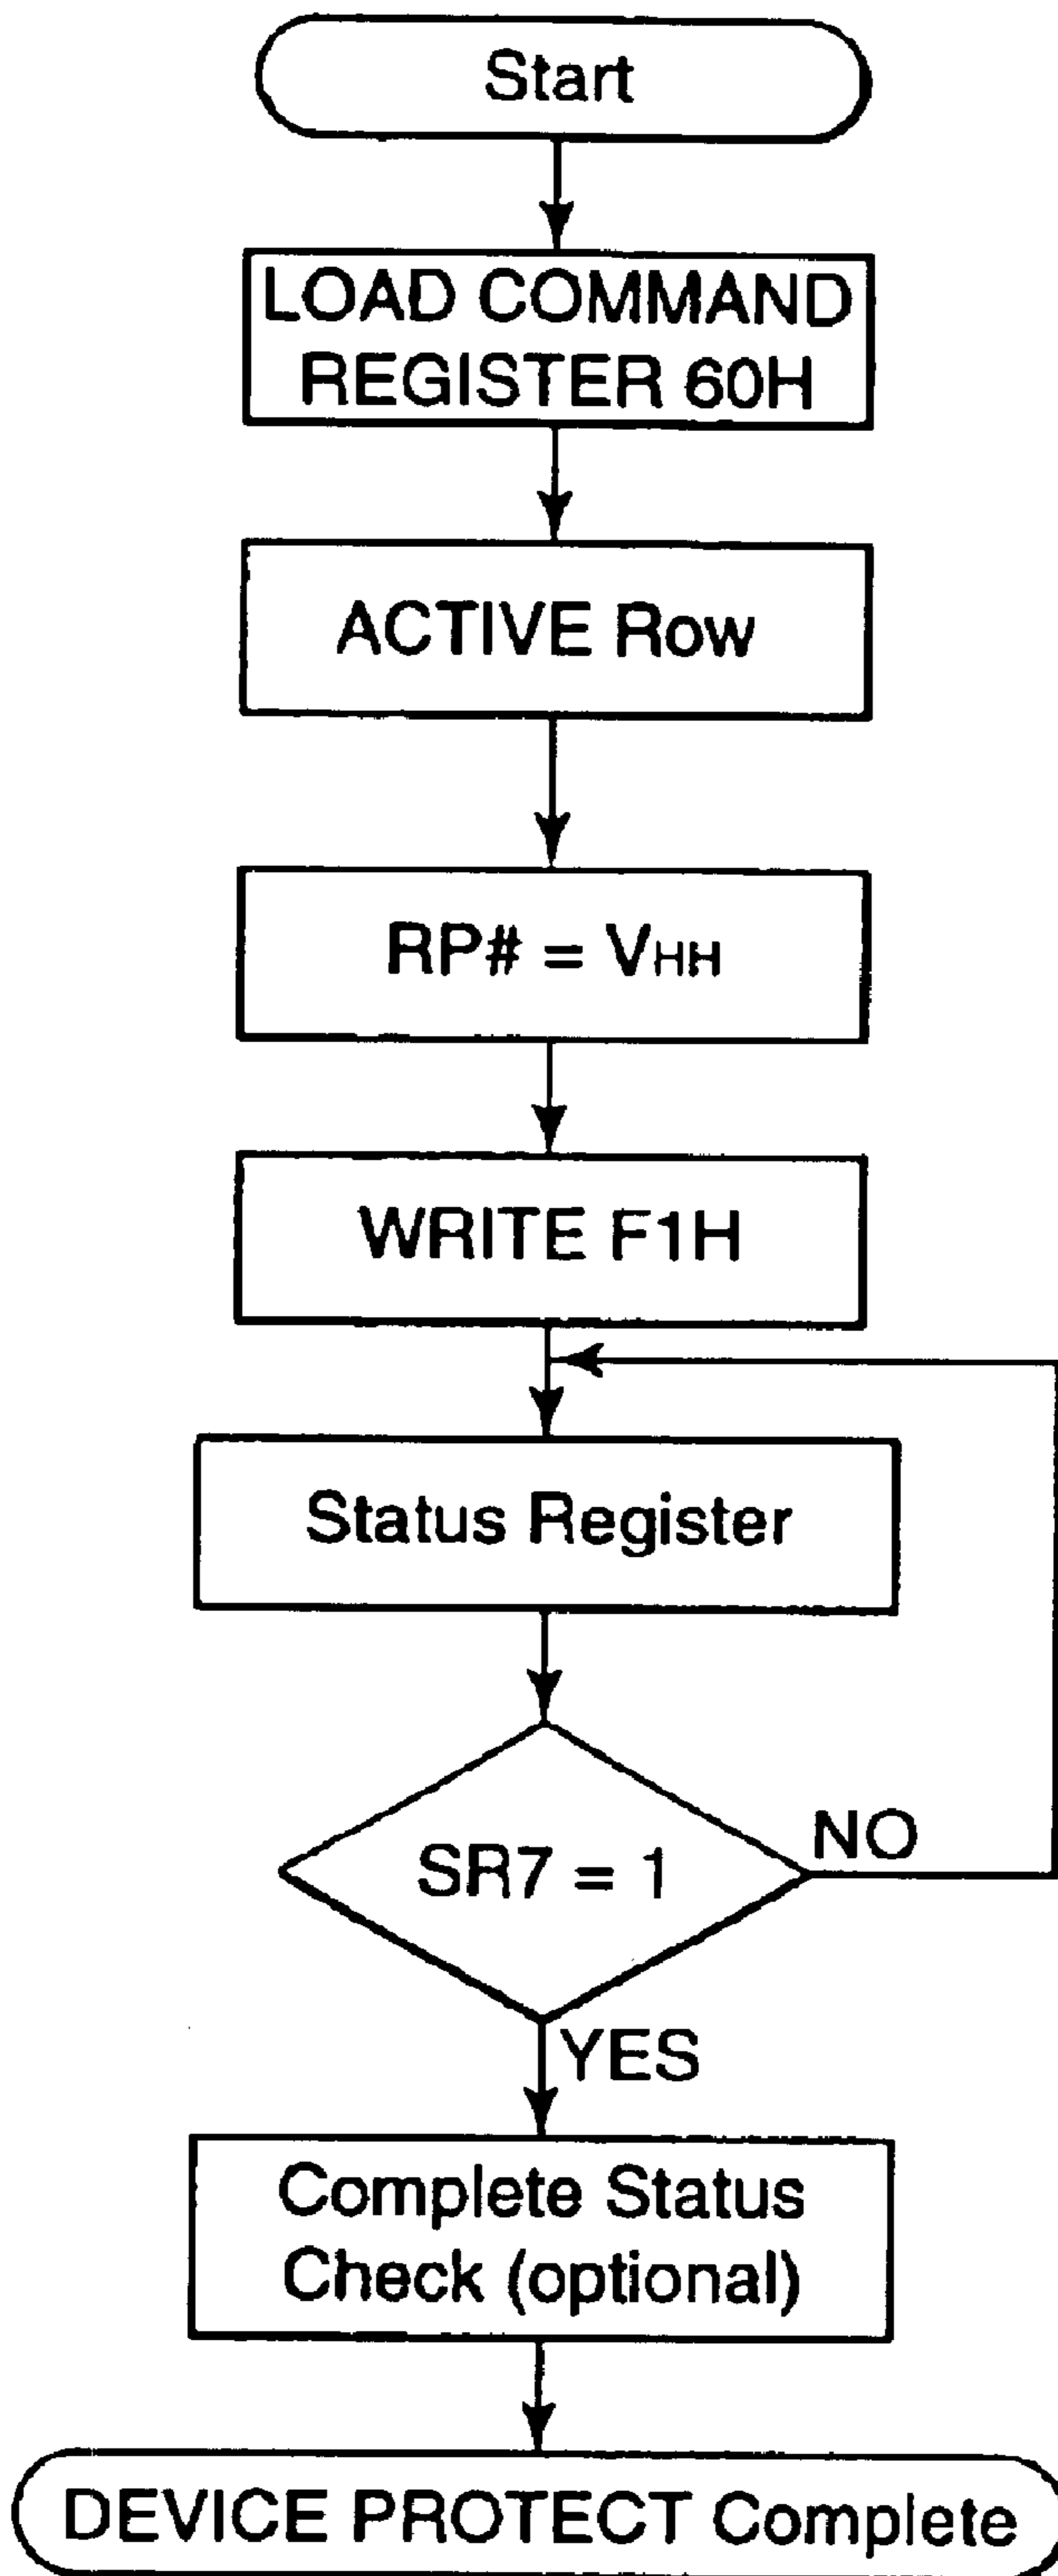 Start
LOAD COMMAND
REGISTER 60H
ACTIVE Row
RP# = VHH
WRITE F1H
Status Register
SR7 = 1
NO
YES
Complete Status
Check (optional)
DEVICE PROTECT Complete